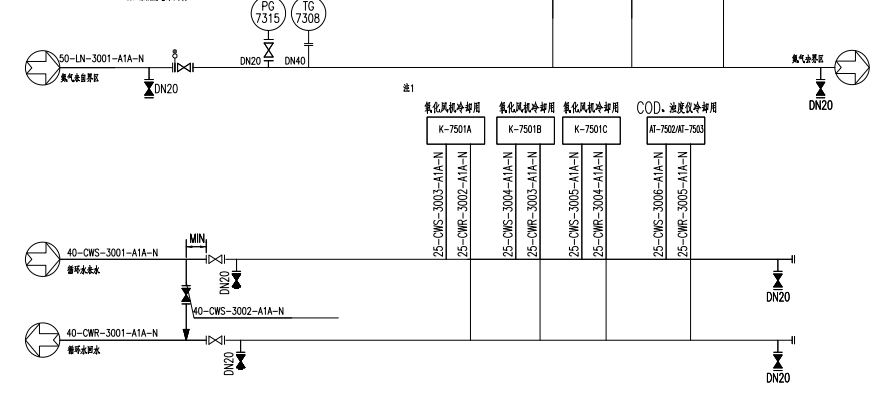 PG
7315
TG
7308
50-LN-3001-A1A-N
氮气来自界区
DN20
DN20
DN40
氮气去界区
DN20
注1
氧化风机冷却用
K-7501A
氧化风机冷却用
K-7501B
氧化风机冷却用
K-7501C
COD、浊度仪冷却用
AT-7502/AT-7503
25-CWS-3003-A1A-N
25-CWR-3002-A1A-N
25-CWS-3004-A1A-N
25-CWR-3003-A1A-N
25-CWS-3005-A1A-N
25-CWR-3004-A1A-N
25-CWS-3006-A1A-N
25-CWR-3005-A1A-N
MIN
40-CWS-3001-A1A-N
循环水来水
DN20
DN20
40-CWS-3002-A1A-N
40-CWR-3001-A1A-N
循环水回水
DN20
DN20